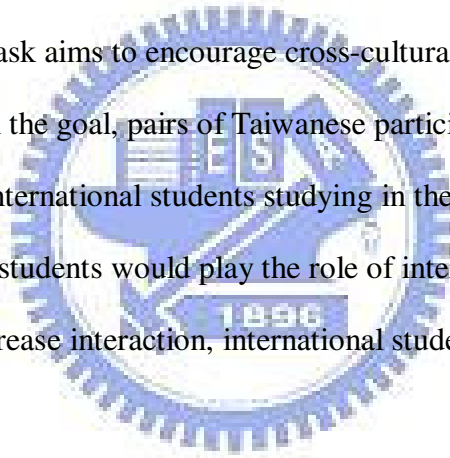 ask aims to encourage cross-cultura
the goal, pairs of Taiwanese partici
nternational students studying in the
students would play the role of inte
rease interaction, international stude
E S
1896